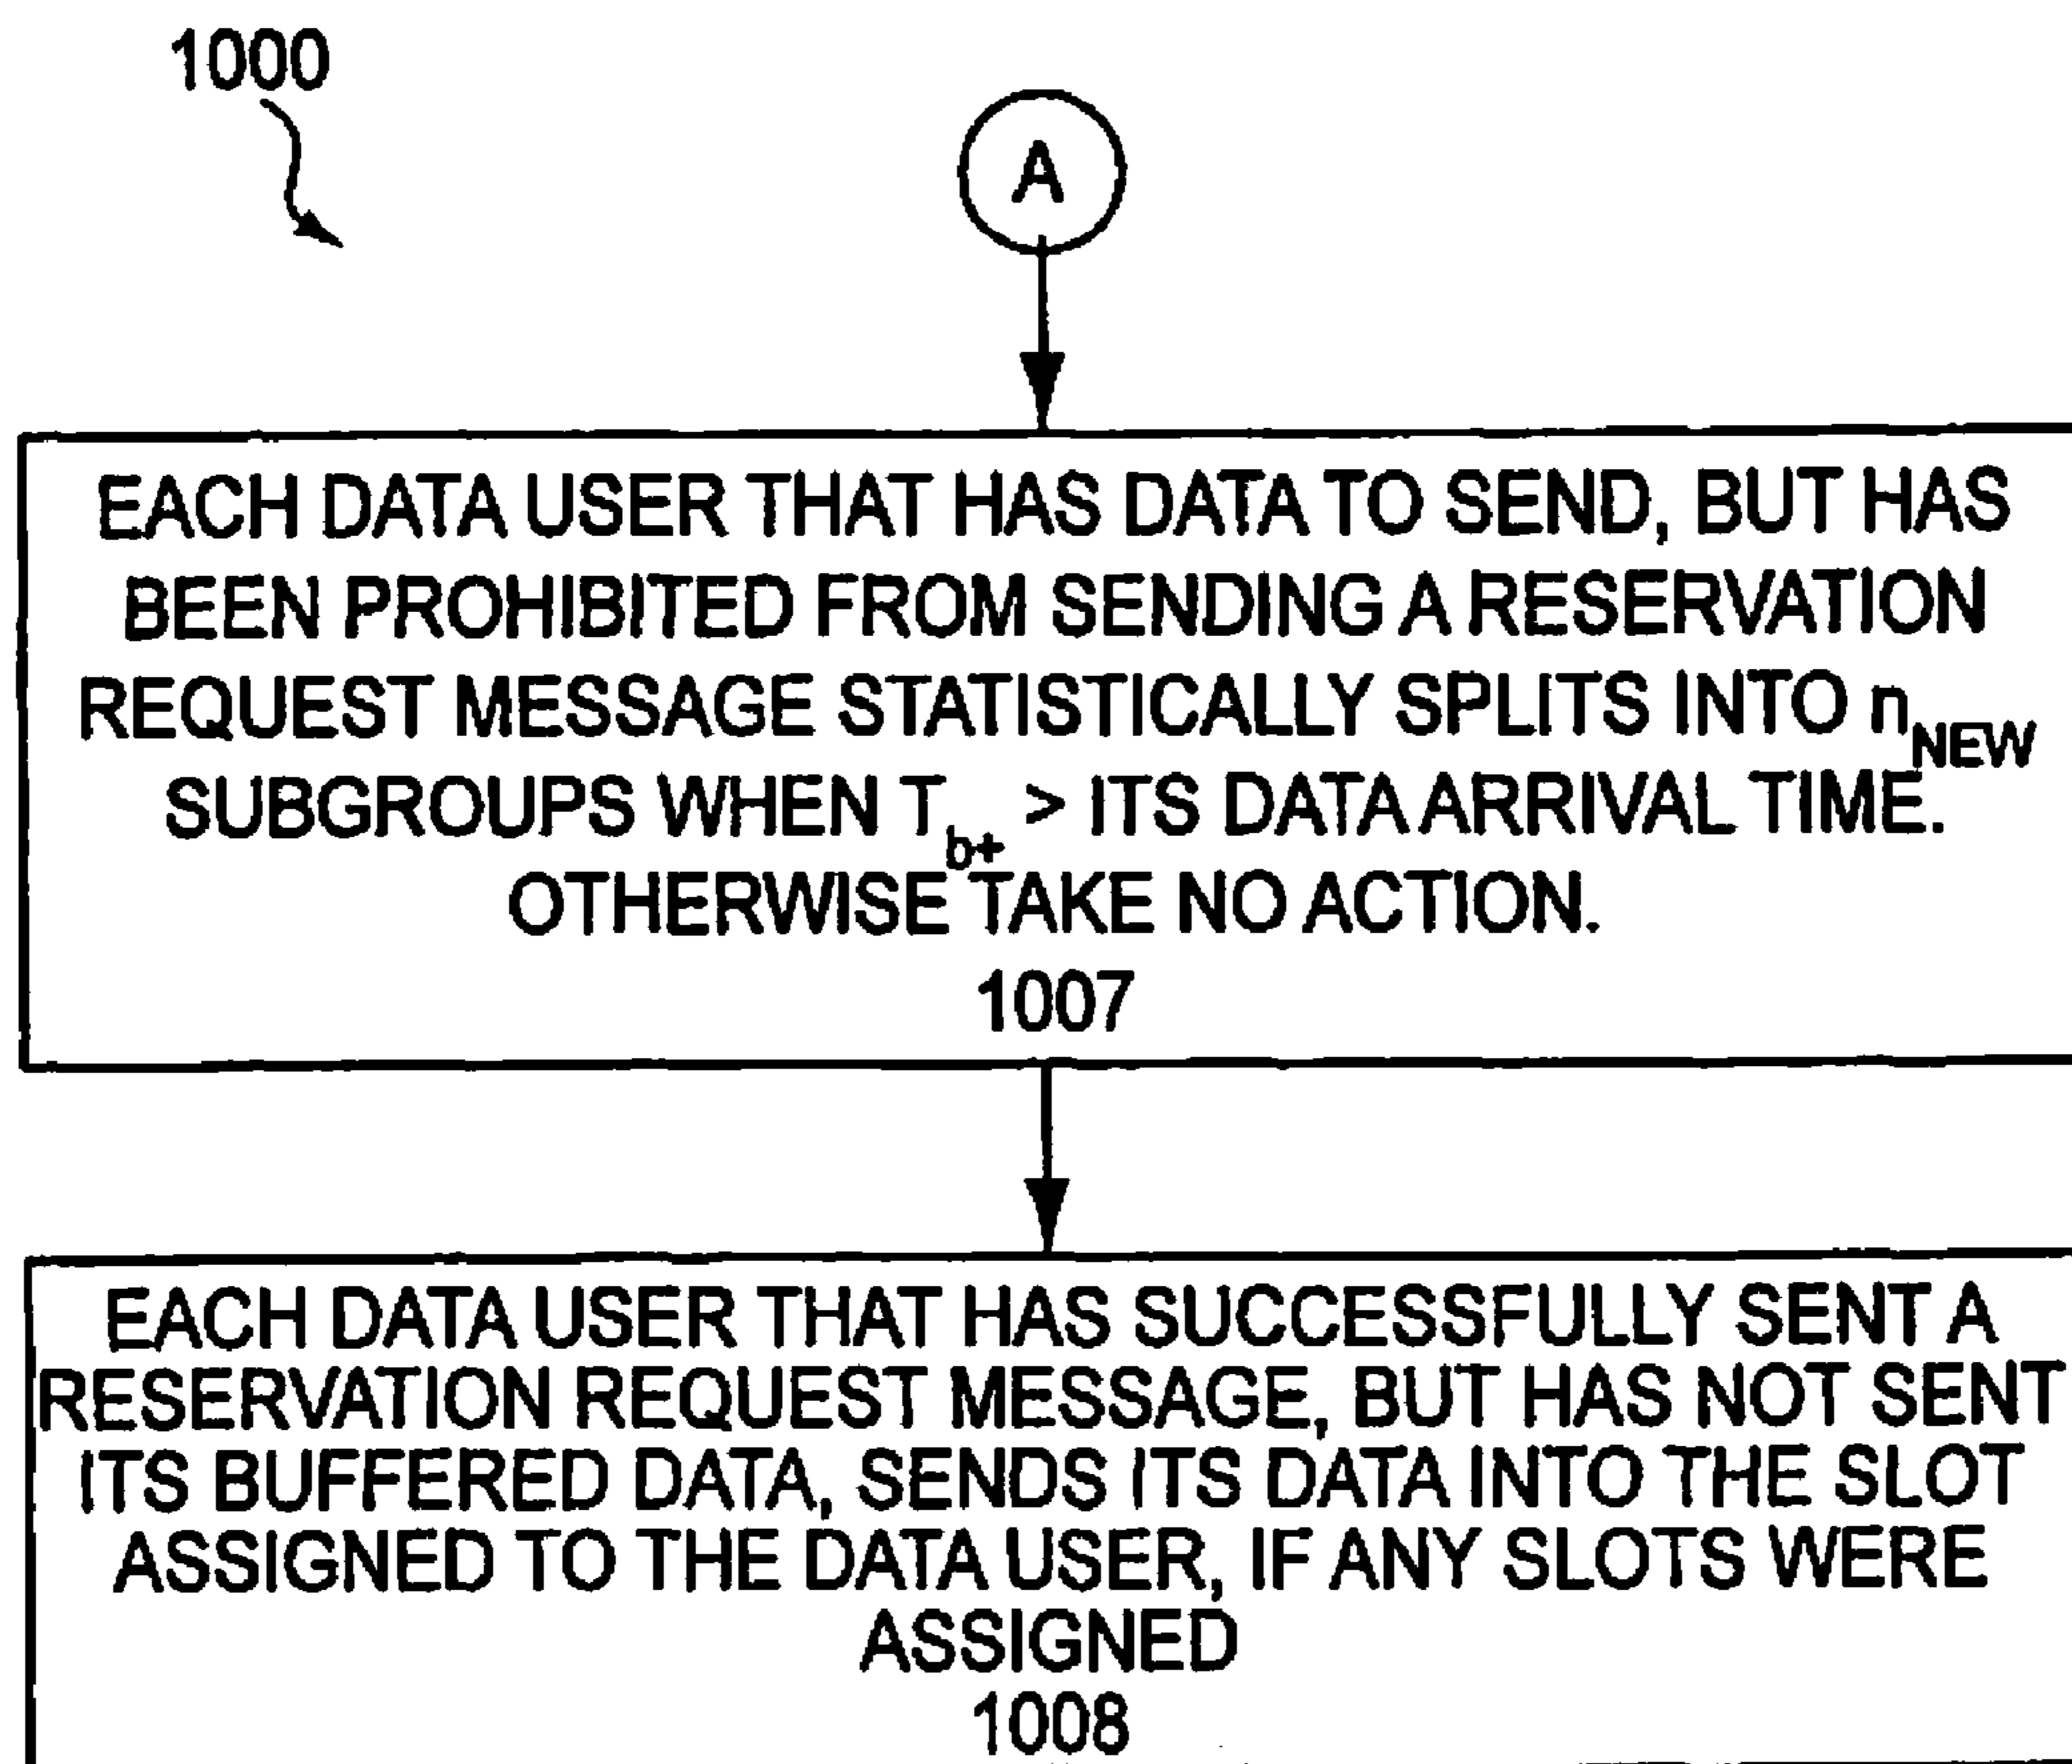 1000
A
EACH DATA USER THAT HAS DATA TO SEND, BUT HAS
BEEN PROHIBITED FROM SENDING A RESERVATION
REQUEST MESSAGE STATISTICALLY SPLITS INTO nNEW
SUBGROUPS WHEN Tb+ > ITS DATA ARRIVAL TIME.
OTHERWISE TAKE NO ACTION.
1007
EACH DATA USER THAT HAS SUCCESSFULLY SENT A
RESERVATION REQUEST MESSAGE, BUT HAS NOT SENT
ITS BUFFERED DATA, SENDS ITS DATA INTO THE SLOT
ASSIGNED TO THE DATA USER, IF ANY SLOTS WERE
ASSIGNED
1008